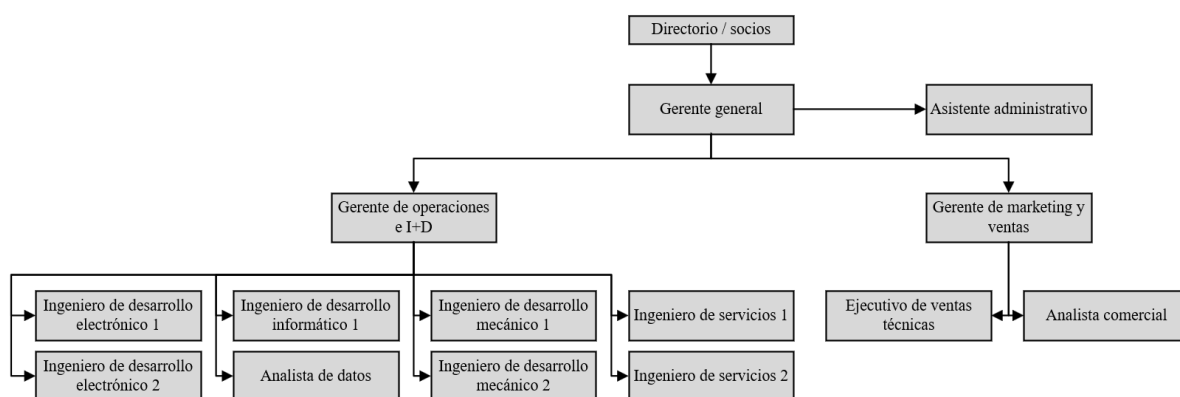 Directorio / socios
Gerente general
Asistente administrativo
Gerente de operaciones
e I+D
Gerente de marketing y
ventas
Ingeniero de desarrollo
electrónico 1
Ingeniero de desarrollo
informático 1
Ingeniero de desarrollo
mecánico 1
Ingeniero de servicios 1
Ejecutivo de ventas
técnicas
Analista comercial
Ingeniero de desarrollo
electrónico 2
Analista de datos
Ingeniero de desarrollo
mecánico 2
Ingeniero de servicios 2